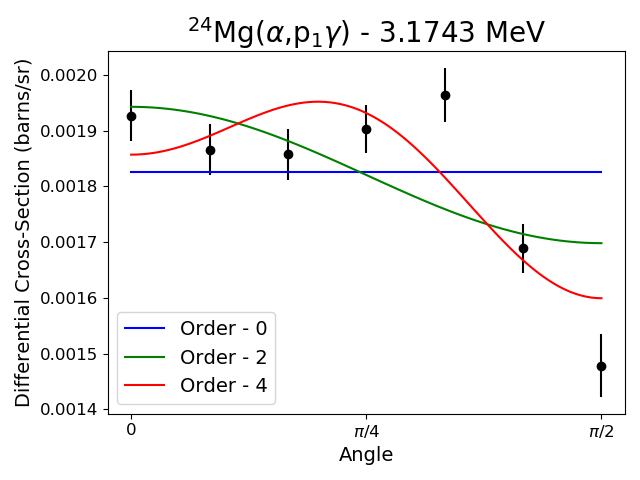 ²⁴Mg(α,p₁γ) - 3.1743 MeV
Differential Cross-Section (barns/sr)
0.0020
0.0019
0.0018
0.0017
0.0016
0.0015
0.0014
Order - 0
Order - 2
Order - 4
0 π/4 π/2
Angle